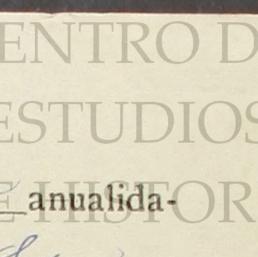 ENTRO D
ESTUDIOS
anualida-
E HISTOR